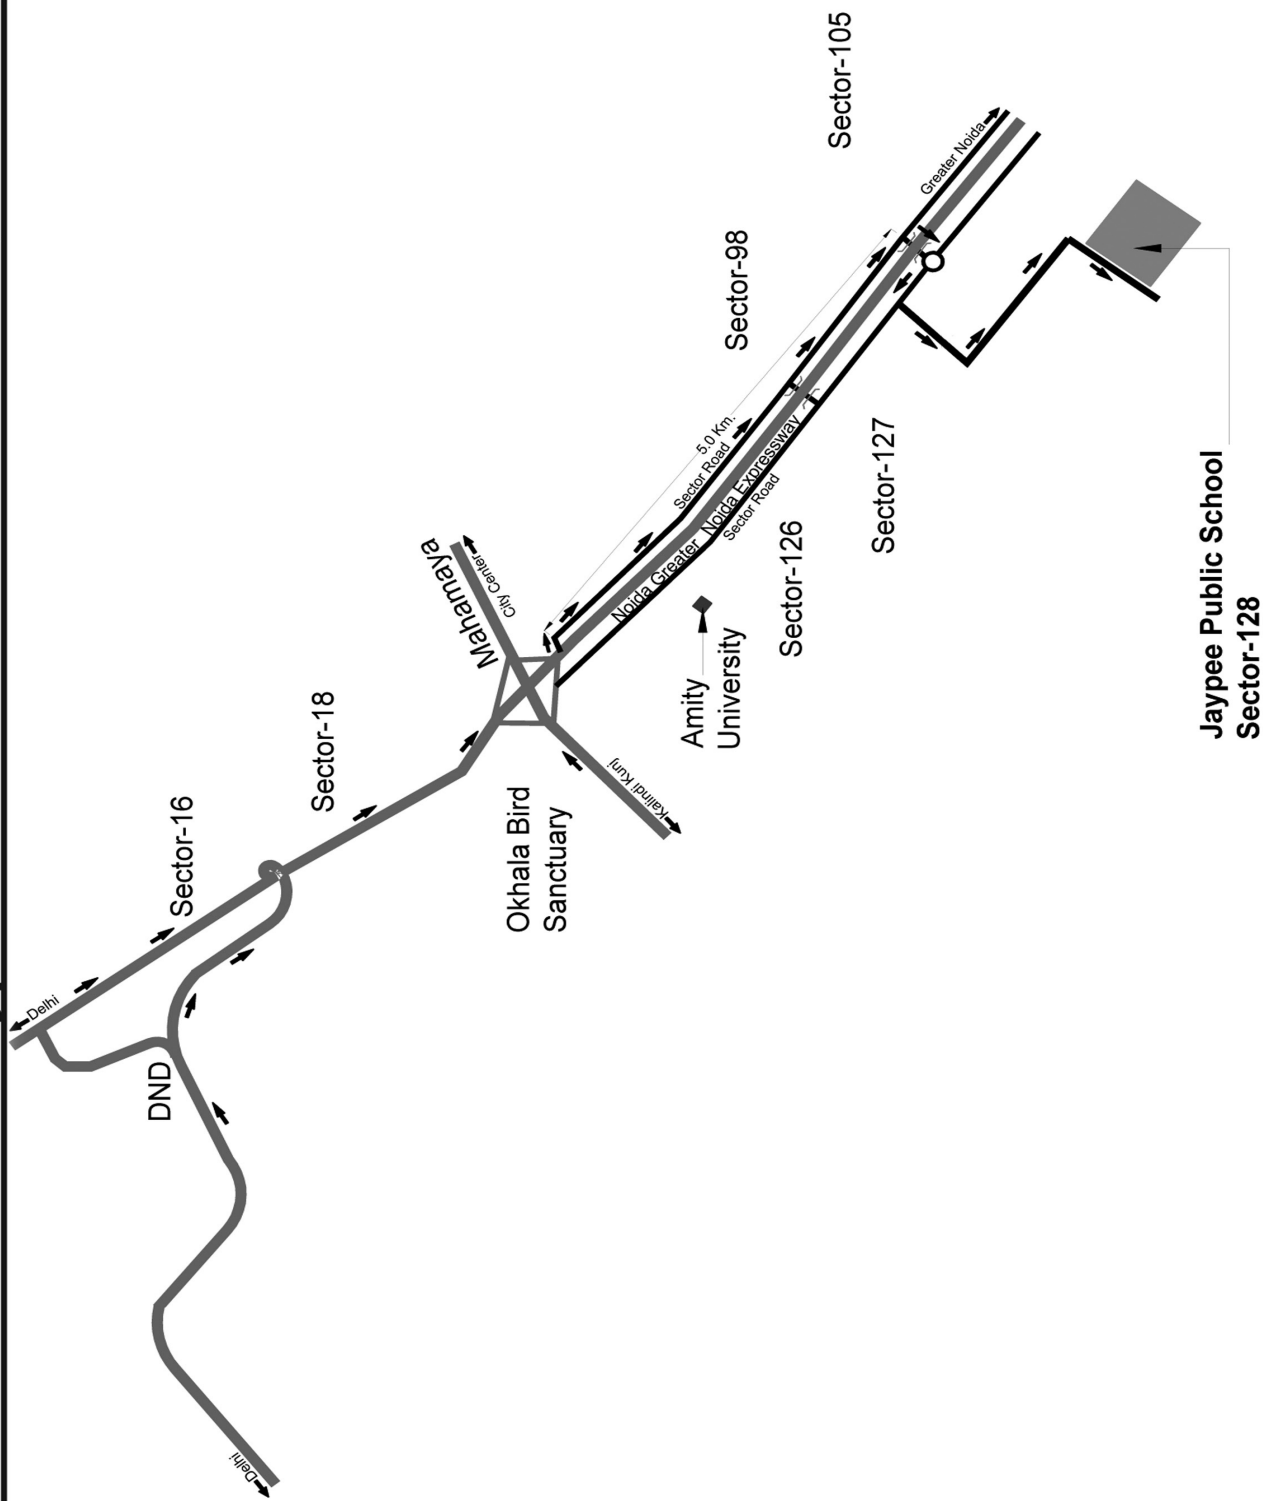 Sector-105
Greater Noida
Sector-98
5.0 Km.
Sector Road
Noida Greater Noida Expressway
Sector Road
Sector-127
Sector-126
Mahamaya
City Center
Amity
University
Sector-18
Kalindi Kunj
Okhala Bird
Sanctuary
Sector-16
Delhi
DND
Delhi
Jaypee Public School
Sector-128